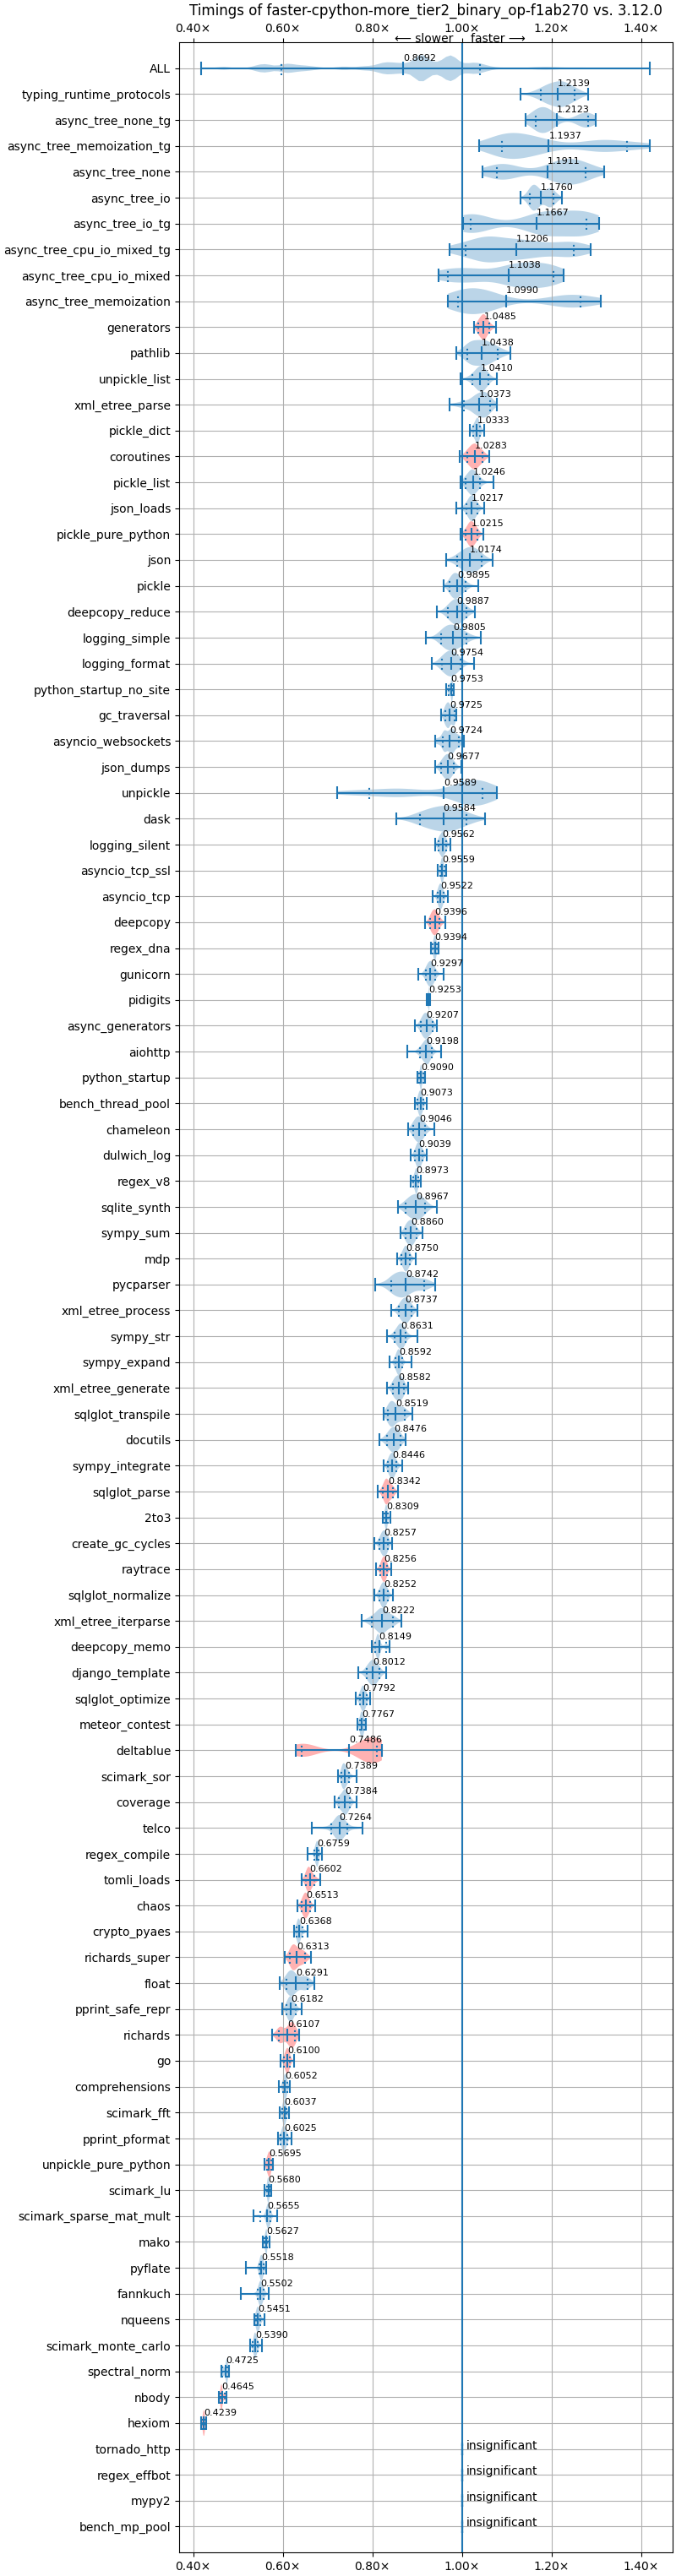 Timings of faster-cpython-more_tier2_binary_op-f1ab270 vs. 3.12.0
0.40× 0.60× 0.80× 1.00× 1.20× 1.40×
⟵ slower faster ⟶
ALL 0.8692
typing_runtime_protocols 1.2139
async_tree_none_tg 1.2123
async_tree_memoization_tg 1.1937
async_tree_none 1.1911
async_tree_io 1.1760
async_tree_io_tg 1.1667
async_tree_cpu_io_mixed_tg 1.1206
async_tree_cpu_io_mixed 1.1038
async_tree_memoization 1.0990
generators 1.0485
pathlib 1.0438
unpickle_list 1.0410
xml_etree_parse 1.0373
pickle_dict 1.0333
coroutines 1.0283
pickle_list 1.0246
json_loads 1.0217
pickle_pure_python 1.0215
json 1.0174
pickle 0.9895
deepcopy_reduce 0.9887
logging_simple 0.9805
logging_format 0.9754
python_startup_no_site 0.9753
gc_traversal 0.9725
asyncio_websockets 0.9724
json_dumps 0.9677
unpickle 0.9589
dask 0.9584
logging_silent 0.9562
asyncio_tcp_ssl 0.9559
asyncio_tcp 0.9522
deepcopy 0.9396
regex_dna 0.9394
gunicorn 0.9297
pidigits 0.9253
async_generators 0.9207
aiohttp 0.9198
python_startup 0.9090
bench_thread_pool 0.9073
chameleon 0.9046
dulwich_log 0.9039
regex_v8 0.8973
sqlite_synth 0.8967
sympy_sum 0.8860
mdp 0.8750
pycparser 0.8742
xml_etree_process 0.8737
sympy_str 0.8631
sympy_expand 0.8592
xml_etree_generate 0.8582
sqlglot_transpile 0.8519
docutils 0.8476
sympy_integrate 0.8446
sqlglot_parse 0.8342
2to3 0.8309
create_gc_cycles 0.8257
raytrace 0.8256
sqlglot_normalize 0.8252
xml_etree_iterparse 0.8222
deepcopy_memo 0.8149
django_template 0.8012
sqlglot_optimize 0.7792
meteor_contest 0.7767
deltablue 0.7486
scimark_sor 0.7389
coverage 0.7384
telco 0.7264
regex_compile 0.6759
tomli_loads 0.6602
chaos 0.6513
crypto_pyaes 0.6368
richards_super 0.6313
float 0.6291
pprint_safe_repr 0.6182
richards 0.6107
go 0.6100
comprehensions 0.6052
scimark_fft 0.6037
pprint_pformat 0.6025
unpickle_pure_python 0.5695
scimark_lu 0.5680
scimark_sparse_mat_mult 0.5655
mako 0.5627
pyflate 0.5518
fannkuch 0.5502
nqueens 0.5451
scimark_monte_carlo 0.5390
spectral_norm 0.4725
nbody 0.4645
hexiom 0.4239
tornado_http insignificant
regex_effbot insignificant
mypy2 insignificant
bench_mp_pool insignificant
0.40× 0.60× 0.80× 1.00× 1.20× 1.40×